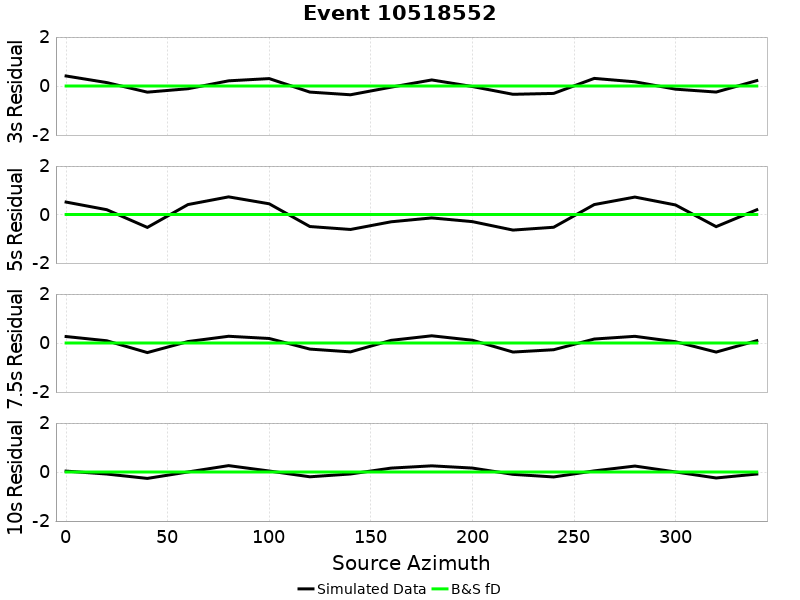 Event 10518552
3s Residual
2
0
-2
5s Residual
2
0
-2
7.5s Residual
2
0
-2
10s Residual
2
0
-2
0 50 100 150 200 250 300
Source Azimuth
Simulated Data B&S fD